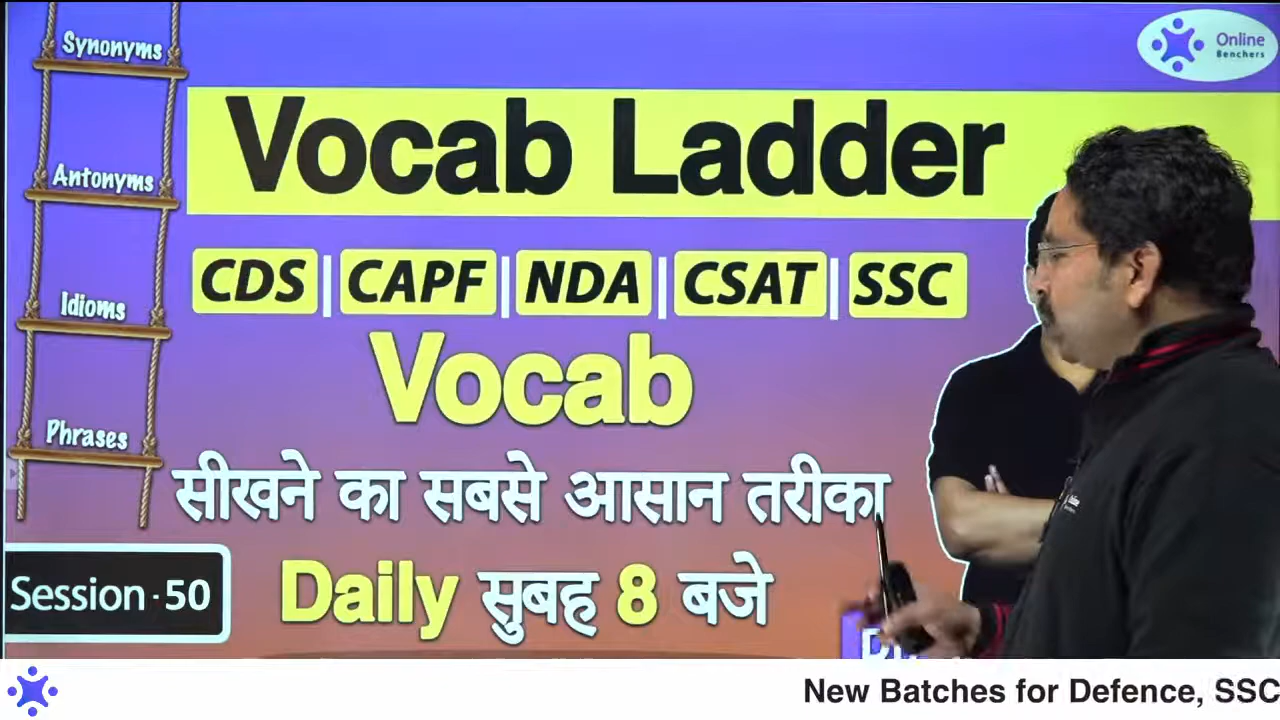 Synonyms
Antonyms
Idioms
Phrases
Online
Benchers
Vocab Ladder
CDS | CAPF | NDA | CSAT | SSC
Vocab
सीखने का सबसे आसान तरीका
Session · 50
Daily सुबह 8 बजे
New Batches for Defence, SSC